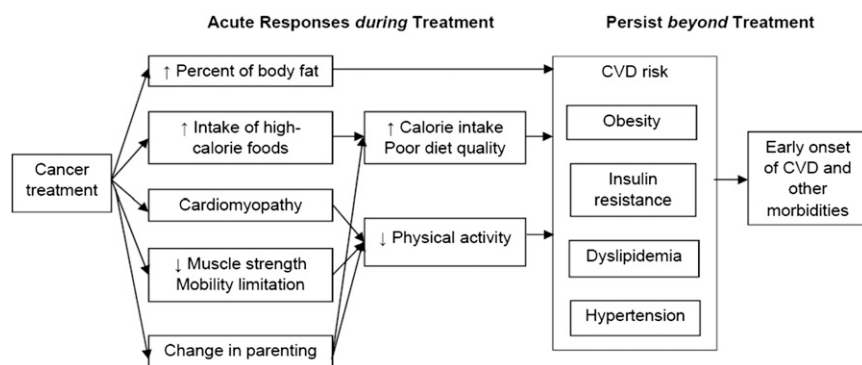 Acute Responses during Treatment
Persist beyond Treatment
↑ Percent of body fat
CVD risk
↑ Intake of high-
calorie foods
↑ Calorie intake
Poor diet quality
Obesity
Cancer
treatment
Early onset
of CVD and
other
morbidities
Insulin
resistance
Cardiomyopathy
↓ Physical activity
↓ Muscle strength
Mobility limitation
Dyslipidemia
Hypertension
Change in parenting